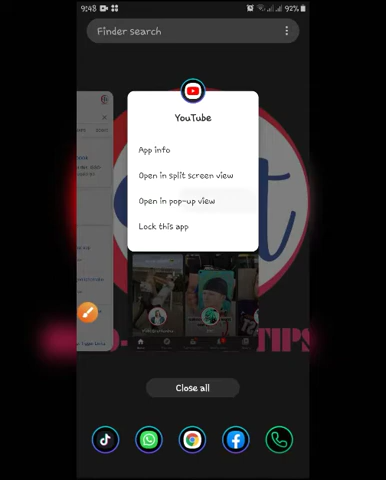 9:48
92%
Finder search
YouTube
App info
Open in split screen view
Open in pop-up view
Lock this app
TIPS
Close all